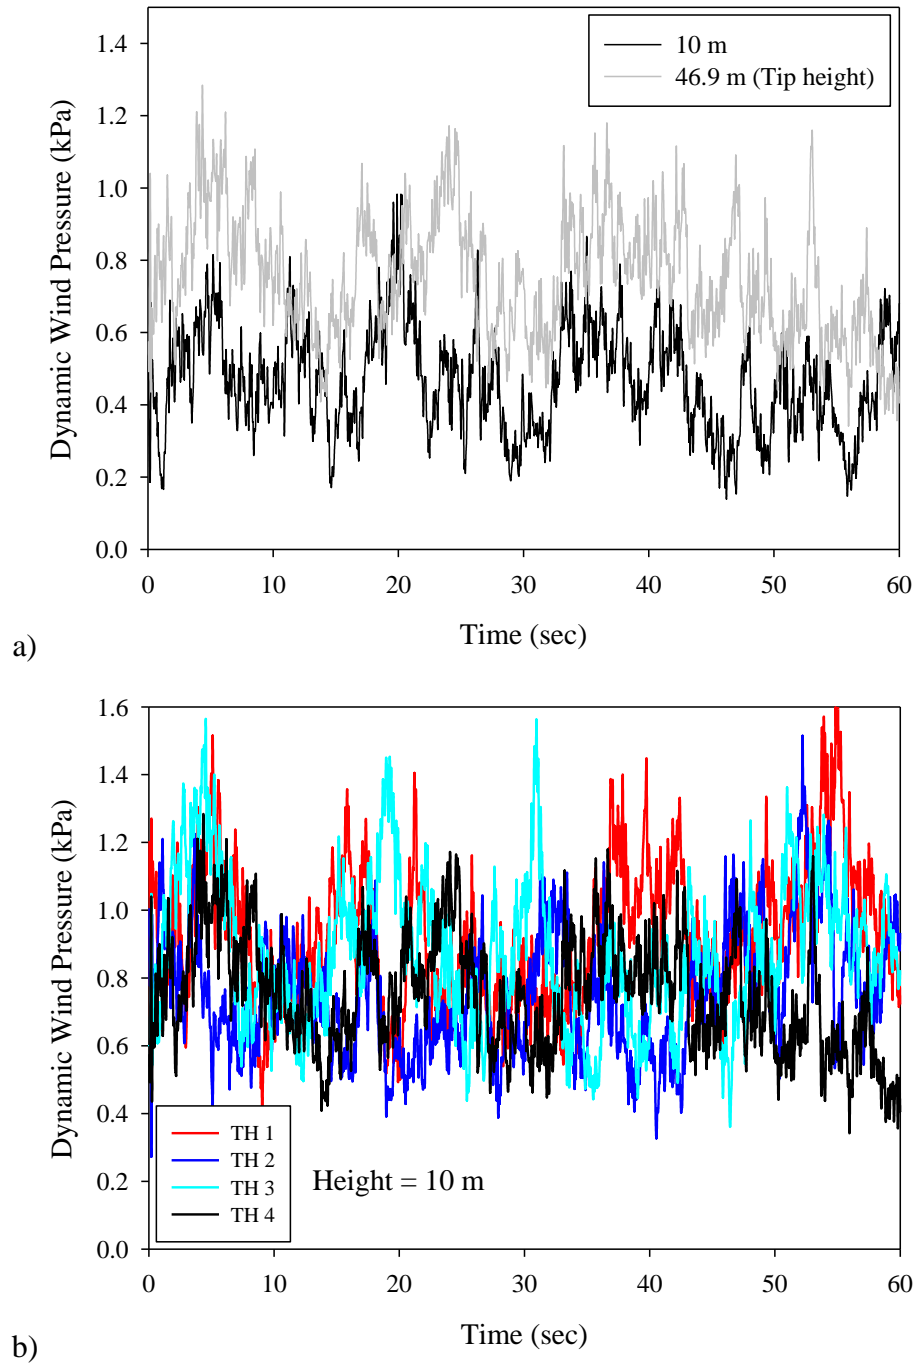 1.4
1.2
1.0
0.8
0.6
0.4
0.2
0.0
Dynamic Wind Pressure (kPa)
10 m
46.9 m (Tip height)
0 10 20 30 40 50 60
Time (sec)
a)
1.6
1.4
1.2
1.0
0.8
0.6
0.4
0.2
0.0
Dynamic Wind Pressure (kPa)
TH 1
TH 2
TH 3
TH 4
Height = 10 m
0 10 20 30 40 50 60
Time (sec)
b)